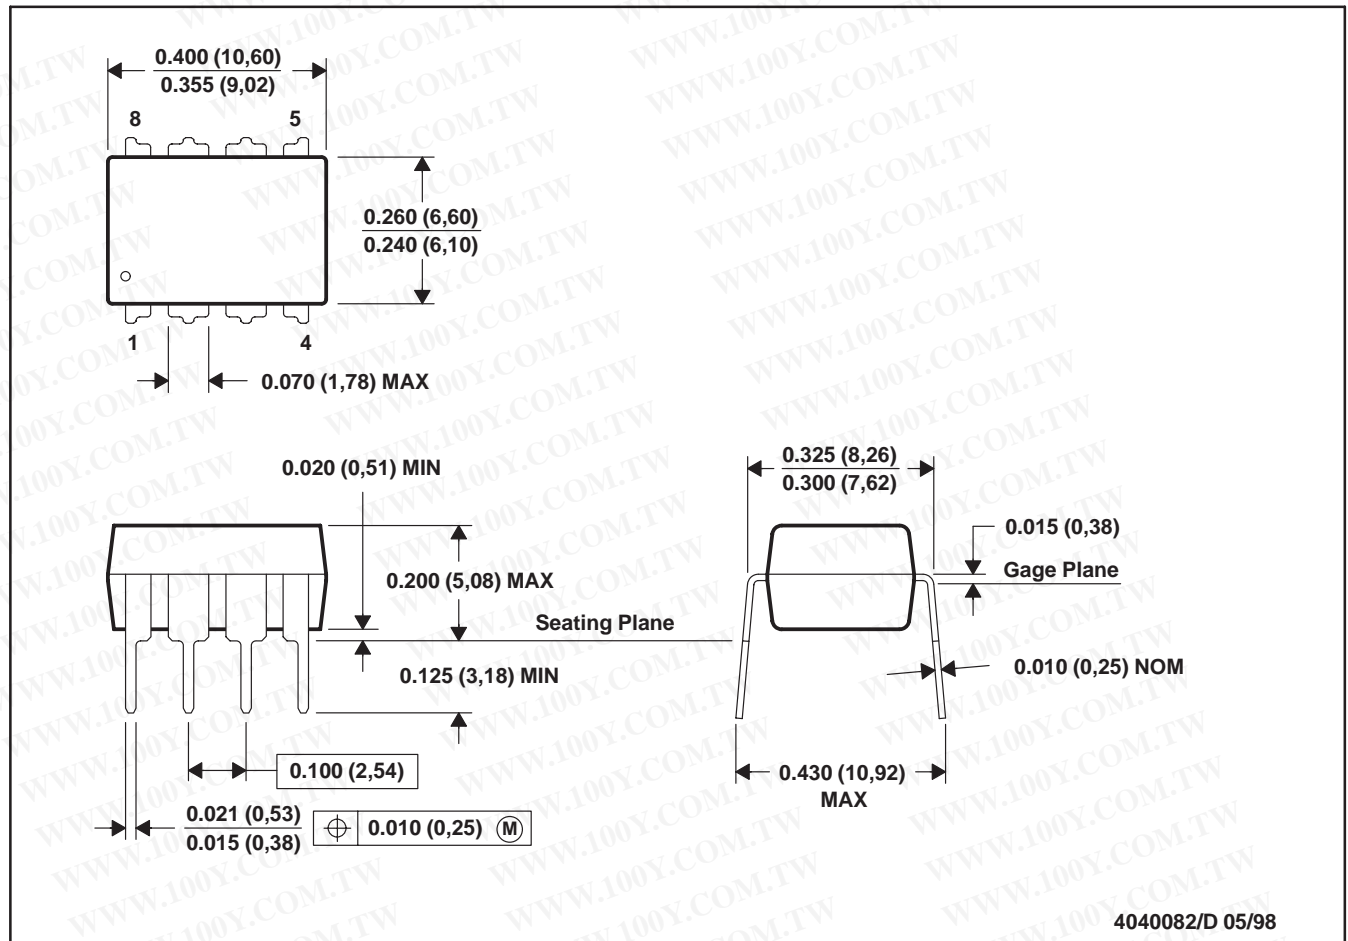 0.400 (10,60)
0.355 (9,02)
8
5
0.260 (6,60)
0.240 (6,10)
1
4
0.070 (1,78) MAX
0.020 (0,51) MIN
0.325 (8,26)
0.300 (7,62)
0.015 (0,38)
0.200 (5,08) MAX
Gage Plane
Seating Plane
0.125 (3,18) MIN
0.010 (0,25) NOM
0.100 (2,54)
0.430 (10,92)
MAX
0.021 (0,53)
0.015 (0,38)
0.010 (0,25) M
4040082/D 05/98
WWW.100Y.COM.TW